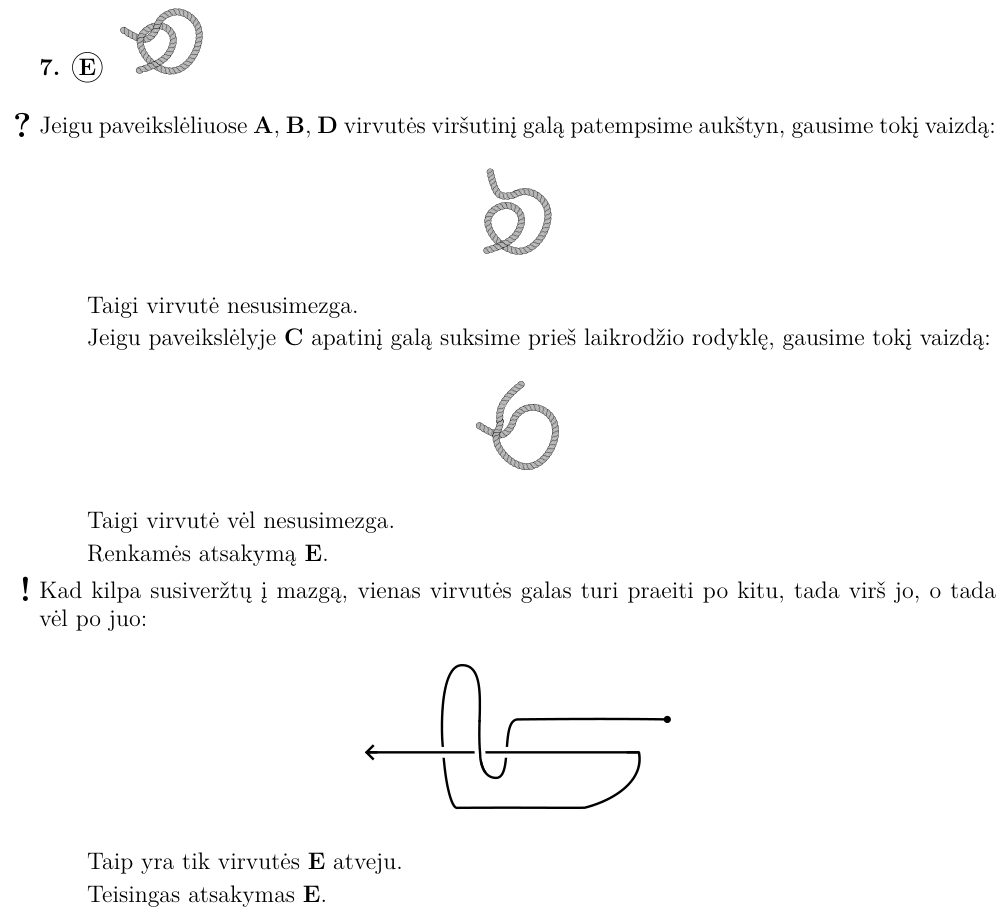 7. E
? Jeigu paveikslėliuose A, B, D virvutės viršutinį galą patempsime aukštyn, gausime tokį vaizdą:
Taigi virvutė nesusimezga.
Jeigu paveikslėlyje C apatinį galą suksime prieš laikrodžio rodyklę, gausime tokį vaizdą:
Taigi virvutė vėl nesusimezga.
Renkamės atsakymą E.
! Kad kilpa susiveržtų į mazgą, vienas virvutės galas turi praeiti po kitu, tada virš jo, o tada
vėl po juo:
Taip yra tik virvutės E atveju.
Teisingas atsakymas E.